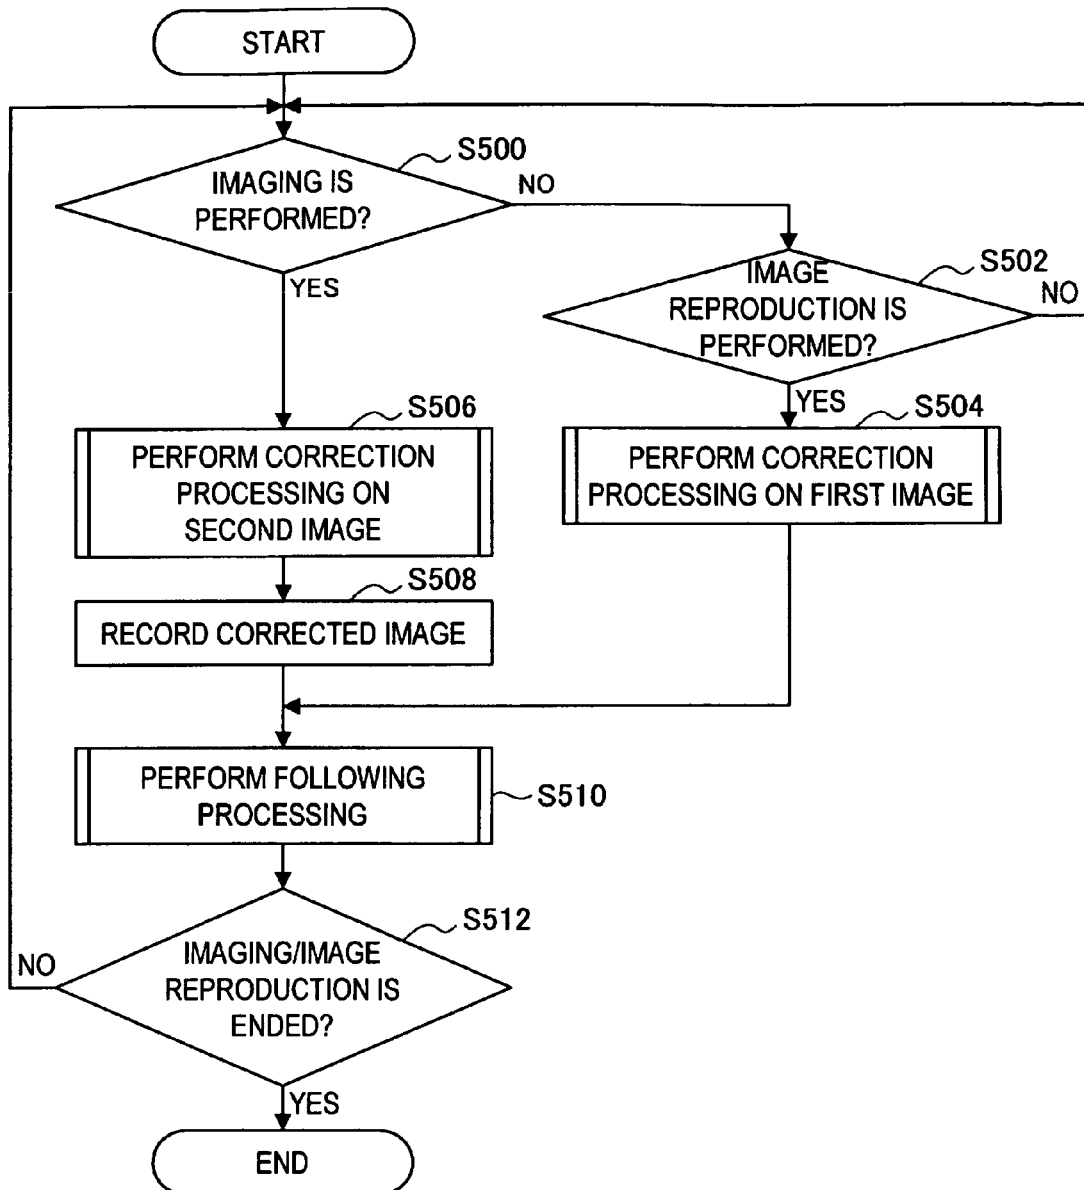 START
S500
IMAGING IS
PERFORMED?
NO
YES
S502
IMAGE
REPRODUCTION IS
PERFORMED?
NO
YES
S506
PERFORM CORRECTION
PROCESSING ON
SECOND IMAGE
S504
PERFORM CORRECTION
PROCESSING ON FIRST IMAGE
S508
RECORD CORRECTED IMAGE
PERFORM FOLLOWING
PROCESSING
S510
S512
IMAGING/IMAGE
REPRODUCTION IS
ENDED?
NO
YES
END